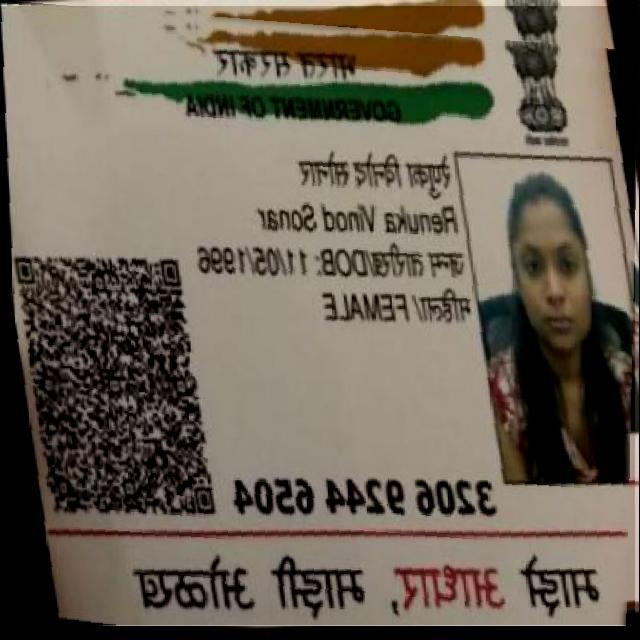 भारत सरकार
GOVERNMENT OF INDIA
रेणुका विनोद सोनार
Renuka Vinod Sonar
जन्म तारीख/DOB: 11/05/1996
महिला/ FEMALE
3206 9244 6504
माझे आधार, माझी ओळख